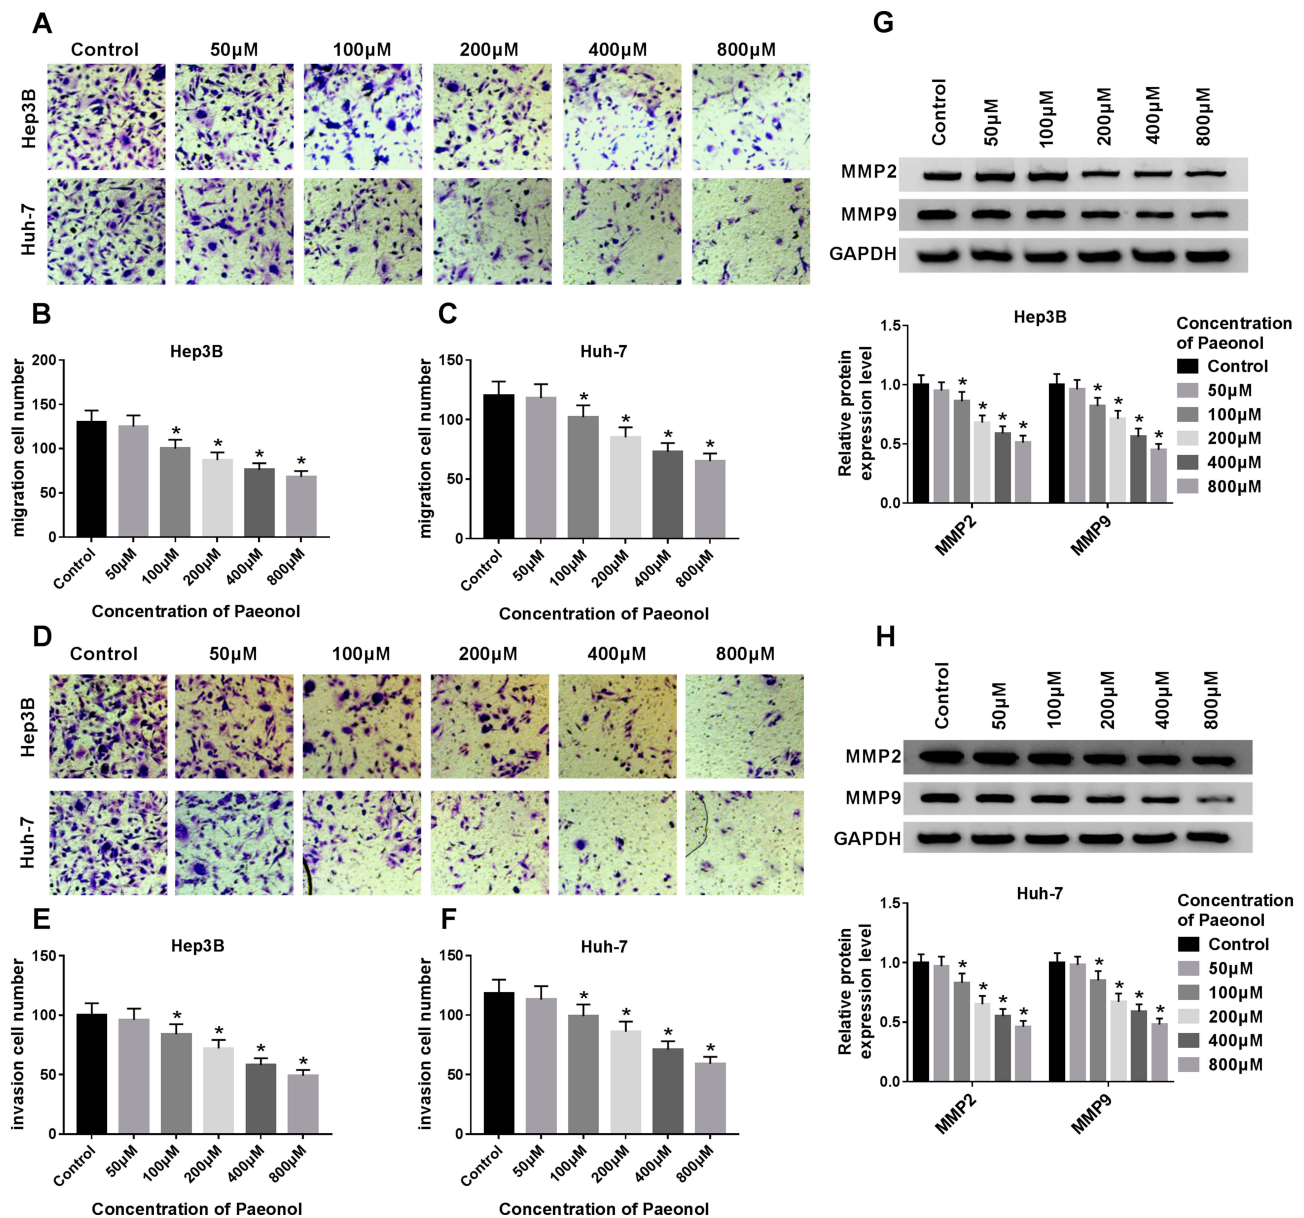 A
Control 50µM 100µM 200µM 400µM 800µM
Hep3B
Huh-7
B
Hep3B
migration cell number
200
150
100
50
0
* * * *
Control 50µM 100µM 200µM 400µM 800µM
Concentration of Paeonol
C
Huh-7
migration cell number
150
100
50
0
* * * *
Control 50µM 100µM 200µM 400µM 800µM
Concentration of Paeonol
D
Control 50µM 100µM 200µM 400µM 800µM
Hep3B
Huh-7
E
Hep3B
invasion cell number
150
100
50
0
* * * *
Control 50µM 100µM 200µM 400µM 800µM
Concentration of Paeonol
F
Huh-7
invasion cell number
150
100
50
0
* * * *
Control 50µM 100µM 200µM 400µM 800µM
Concentration of Paeonol
G
Control 50µM 100µM 200µM 400µM 800µM
MMP2
MMP9
GAPDH
Hep3B
Relative protein
expression level
1.5
1.0
0.5
0.0
* * * * * * * *
MMP2 MMP9
Concentration
of Paeonol
Control
50µM
100µM
200µM
400µM
800µM
H
Control 50µM 100µM 200µM 400µM 800µM
MMP2
MMP9
GAPDH
Huh-7
Relative protein
expression level
1.5
1.0
0.5
0.0
* * * * * * * *
MMP2 MMP9
Concentration
of Paeonol
Control
50µM
100µM
200µM
400µM
800µM